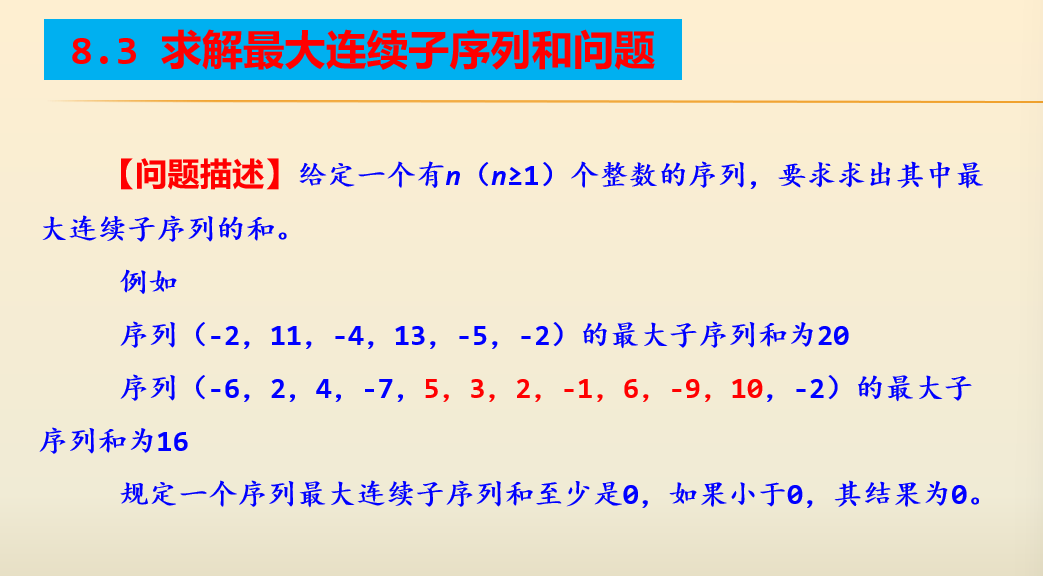 8.3 求解最大连续子序列和问题
【问题描述】给定一个有n（n≥1）个整数的序列，要求求出其中最
大连续子序列的和。
例如
序列（-2，11，-4，13，-5，-2）的最大子序列和为20
序列（-6，2，4，-7，5，3，2，-1，6，-9，10，-2）的最大子
序列和为16
规定一个序列最大连续子序列和至少是0，如果小于0，其结果为0。